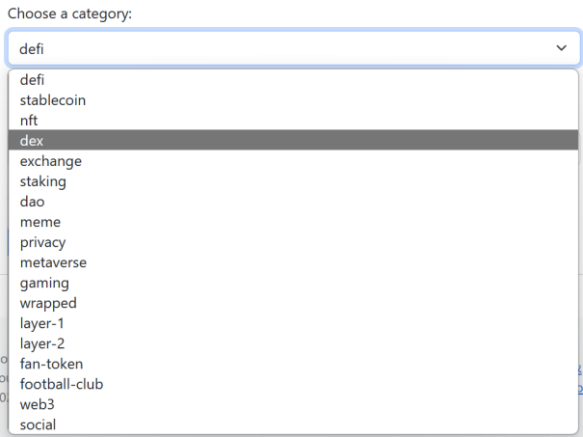 Choose a category:
defi
defi
stablecoin
nft
dex
exchange
staking
dao
meme
privacy
metaverse
gaming
wrapped
layer-1
layer-2
fan-token
football-club
web3
social